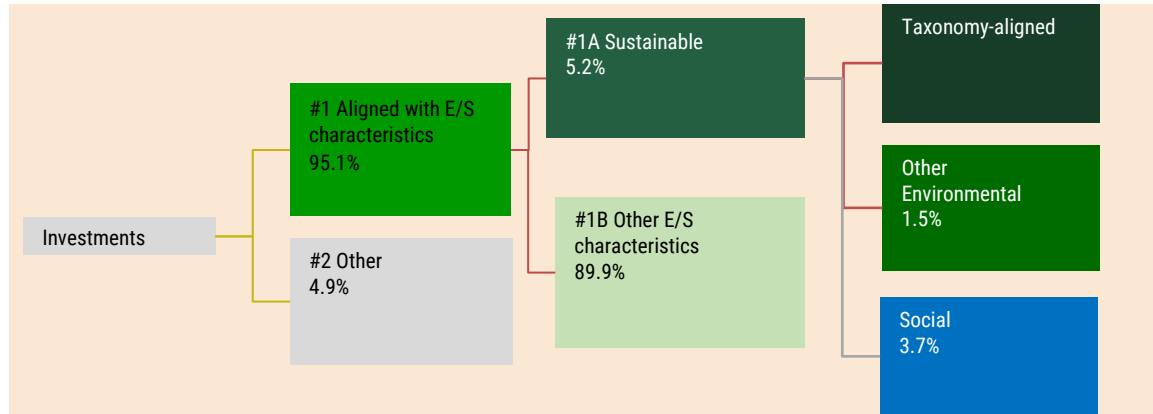 Investments
#1 Aligned with E/S
characteristics
95.1%
#2 Other
4.9%
#1A Sustainable
5.2%
#1B Other E/S
characteristics
89.9%
Taxonomy-aligned
Other
Environmental
1.5%
Social
3.7%